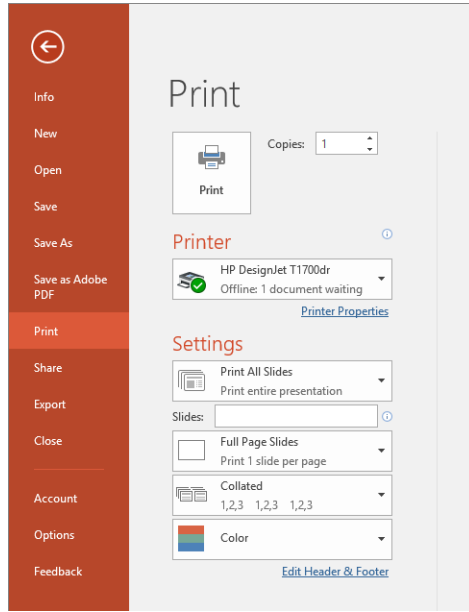 Info
New
Open
Save
Save As
Save as Adobe
PDF
Print
Share
Export
Close
Account
Options
Feedback
Print
Print
Copies: 1
Printer
HP DesignJet T1700dr
Offline: 1 document waiting
Printer Properties
Settings
Print All Slides
Print entire presentation
Slides:
Full Page Slides
Print 1 slide per page
Collated
1,2,3 1,2,3 1,2,3
Color
Edit Header & Footer